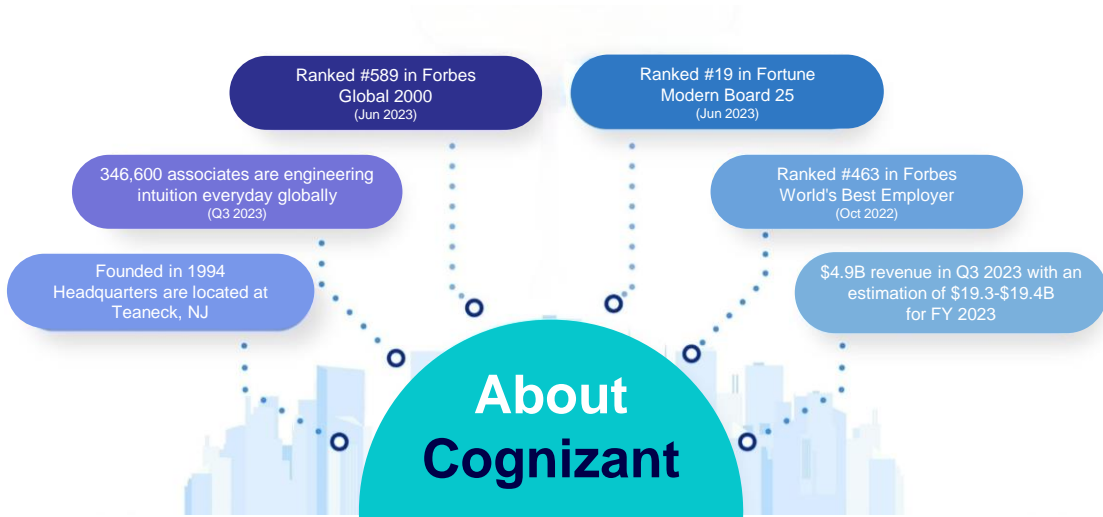 Ranked #589 in Forbes
Global 2000
(Jun 2023)
Ranked #19 in Fortune
Modern Board 25
(Jun 2023)
346,600 associates are engineering
intuition everyday globally
(Q3 2023)
Ranked #463 in Forbes
World's Best Employer
(Oct 2022)
Founded in 1994
Headquarters are located at
Teaneck, NJ
$4.9B revenue in Q3 2023 with an
estimation of $19.3-$19.4B
for FY 2023
About
Cognizant